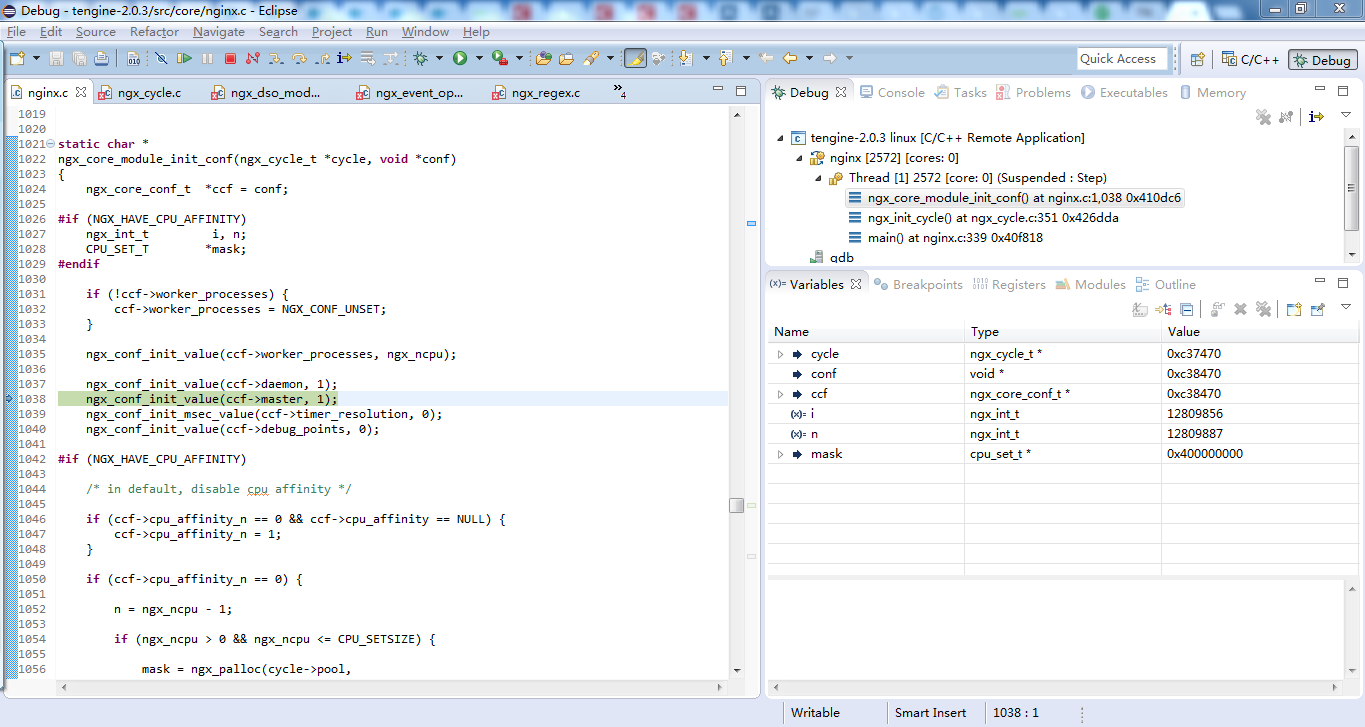 Debug - tengine-2.0.3/src/core/nginx.c - Eclipse
File Edit Source Refactor Navigate Search Project Run Window Help
010
Quick Access
C/C++
Debug
nginx.c
ngx_cycle.c
ngx_dso_mod...
ngx_event_op...
ngx_regex.c
»4
1019
1020
1021 static char *
1022 ngx_core_module_init_conf(ngx_cycle_t *cycle, void *conf)
1023 {
1024     ngx_core_conf_t  *ccf = conf;
1025
1026 #if (NGX_HAVE_CPU_AFFINITY)
1027     ngx_int_t         i, n;
1028     CPU_SET_T        *mask;
1029 #endif
1030
1031     if (!ccf->worker_processes) {
1032         ccf->worker_processes = NGX_CONF_UNSET;
1033     }
1034
1035     ngx_conf_init_value(ccf->worker_processes, ngx_ncpu);
1036
1037     ngx_conf_init_value(ccf->daemon, 1);
1038     ngx_conf_init_value(ccf->master, 1);
1039     ngx_conf_init_msec_value(ccf->timer_resolution, 0);
1040     ngx_conf_init_value(ccf->debug_points, 0);
1041
1042 #if (NGX_HAVE_CPU_AFFINITY)
1043
1044     /* in default, disable cpu affinity */
1045
1046     if (ccf->cpu_affinity_n == 0 && ccf->cpu_affinity == NULL) {
1047         ccf->cpu_affinity_n = 1;
1048     }
1049
1050     if (ccf->cpu_affinity_n == 0) {
1051
1052         n = ngx_ncpu - 1;
1053
1054         if (ngx_ncpu > 0 && ngx_ncpu <= CPU_SETSIZE) {
1055
1056             mask = ngx_palloc(cycle->pool,
Debug
Console
Tasks
Problems
Executables
Memory
tengine-2.0.3 linux [C/C++ Remote Application]
nginx [2572] [cores: 0]
Thread [1] 2572 [core: 0] (Suspended : Step)
ngx_core_module_init_conf() at nginx.c:1,038 0x410dc6
ngx_init_cycle() at ngx_cycle.c:351 0x426dda
main() at nginx.c:339 0x40f818
gdb
(x)= Variables
Breakpoints
Registers
Modules
Outline
Name Type Value
cycle ngx_cycle_t * 0xc37470
conf void * 0xc38470
ccf ngx_core_conf_t * 0xc38470
(x)= i ngx_int_t 12809856
(x)= n ngx_int_t 12809887
mask cpu_set_t * 0x400000000
Writable
Smart Insert
1038 : 1